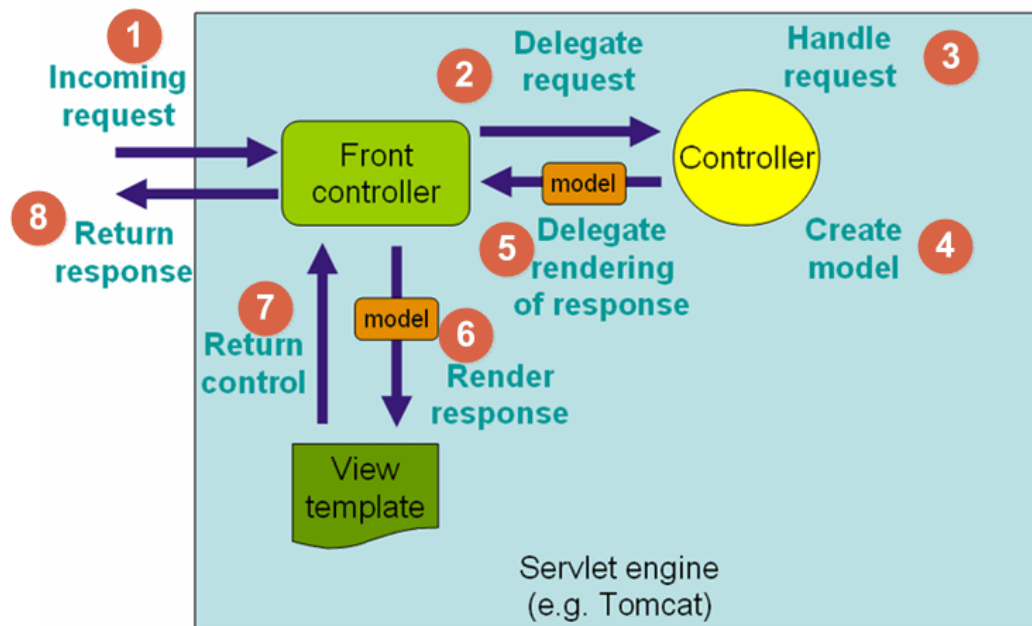 1
Incoming
request
2
Delegate
request
Handle
request
3
Front
controller
Controller
model
8
Return
response
5
Delegate
rendering
of response
Create
model
4
7
Return
control
model
6
Render
response
View
template
Servlet engine
(e.g. Tomcat)